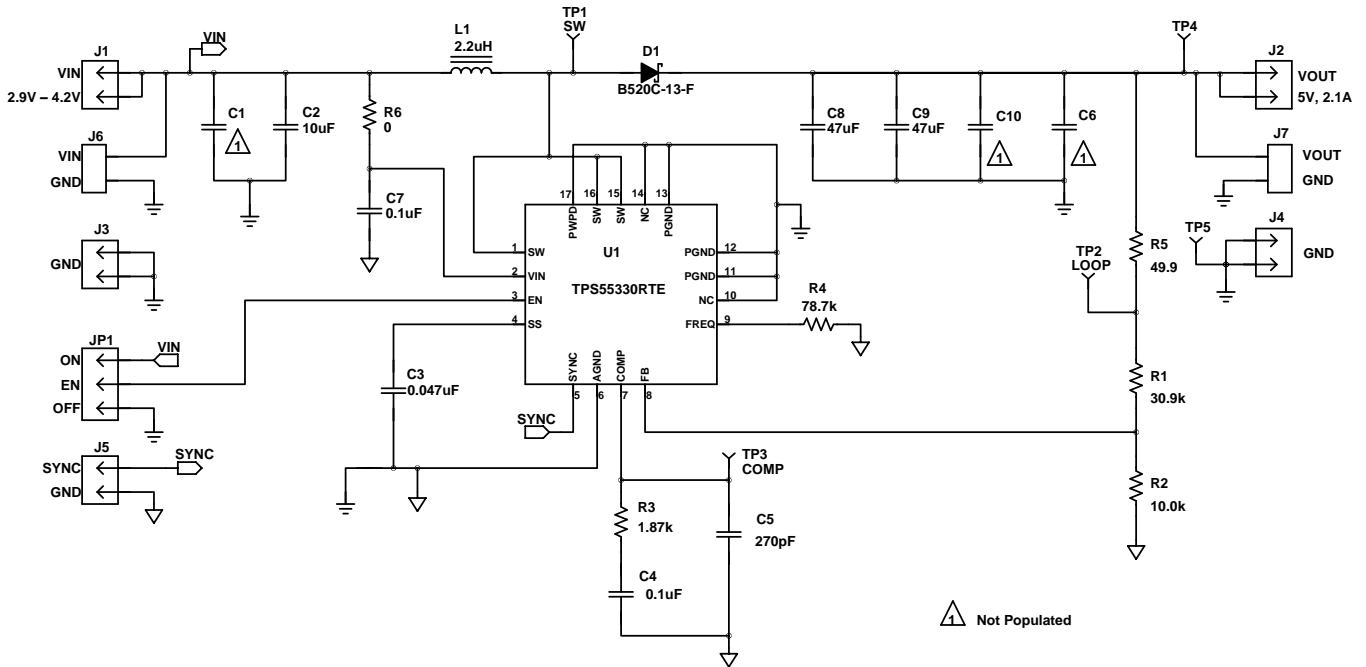 TP1
SW
TP4
L1
2.2uH
VIN
D1
B520C-13-F
J1
VIN
2.9V – 4.2V
J2
VOUT
5V, 2.1A
C1
1
C2
10uF
R6
0
C8
47uF
C9
47uF
C10
1
C6
1
J6
VIN
GND
J7
VOUT
GND
C7
0.1uF
17
16
15
14
13
PWPD
SW
SW
NC
PGND
J3
GND
U1
TPS55330RTE
1
SW
2
VIN
3
EN
4
SS
PGND
12
PGND
11
NC
10
FREQ
9
SYNC
AGND
COMP
FB
5
6
7
8
R4
78.7k
TP2
LOOP
R5
49.9
TP5
J4
GND
JP1
ON
VIN
EN
OFF
C3
0.047uF
SYNC
R1
30.9k
J5
SYNC
SYNC
GND
TP3
COMP
R2
10.0k
R3
1.87k
C5
270pF
C4
0.1uF
1
Not Populated